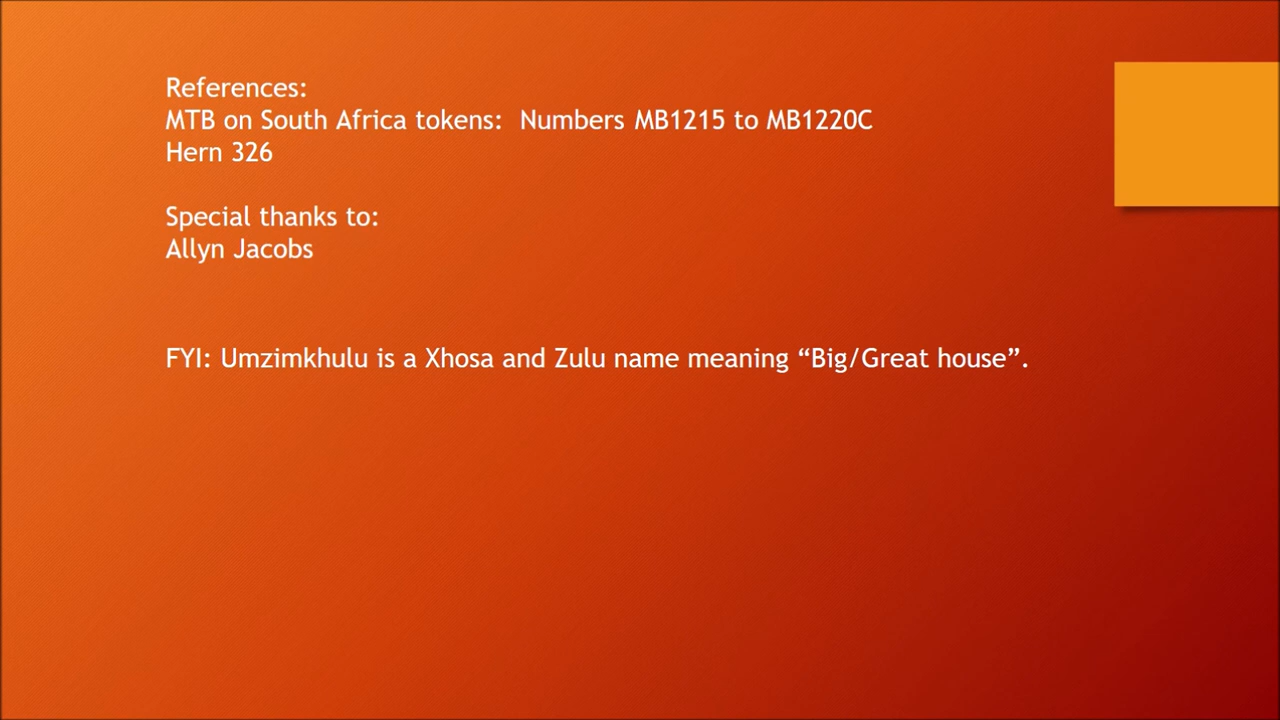 References:
MTB on South Africa tokens:  Numbers MB1215 to MB1220C
Hern 326
Special thanks to:
Allyn Jacobs
FYI: Umzimkhulu is a Xhosa and Zulu name meaning “Big/Great house”.